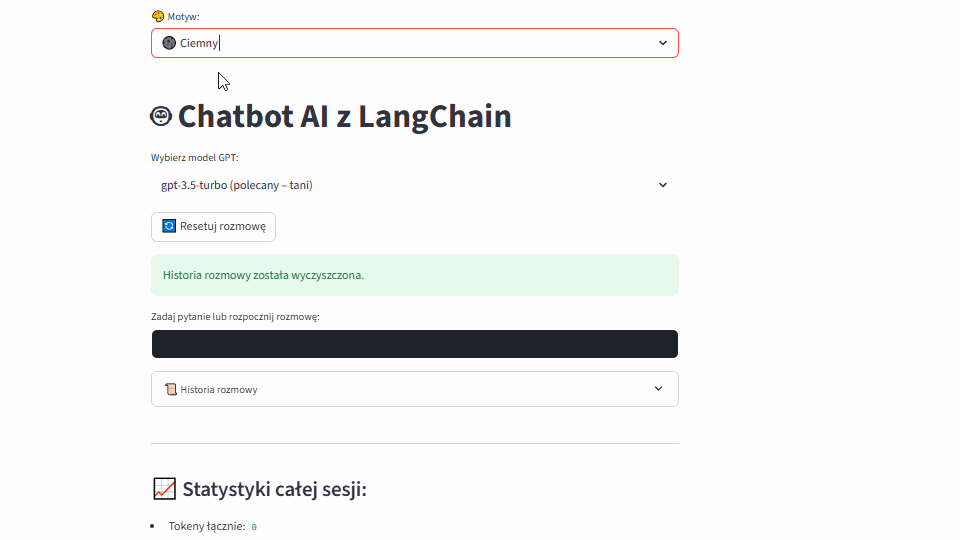 Motyw:
Ciemny
Chatbot AI z LangChain
Wybierz model GPT:
gpt-3.5-turbo (polecany – tani)
Resetuj rozmowę
Historia rozmowy została wyczyszczona.
Zadaj pytanie lub rozpocznij rozmowę:
Historia rozmowy
Statystyki całej sesji:
• Tokeny łącznie: 0